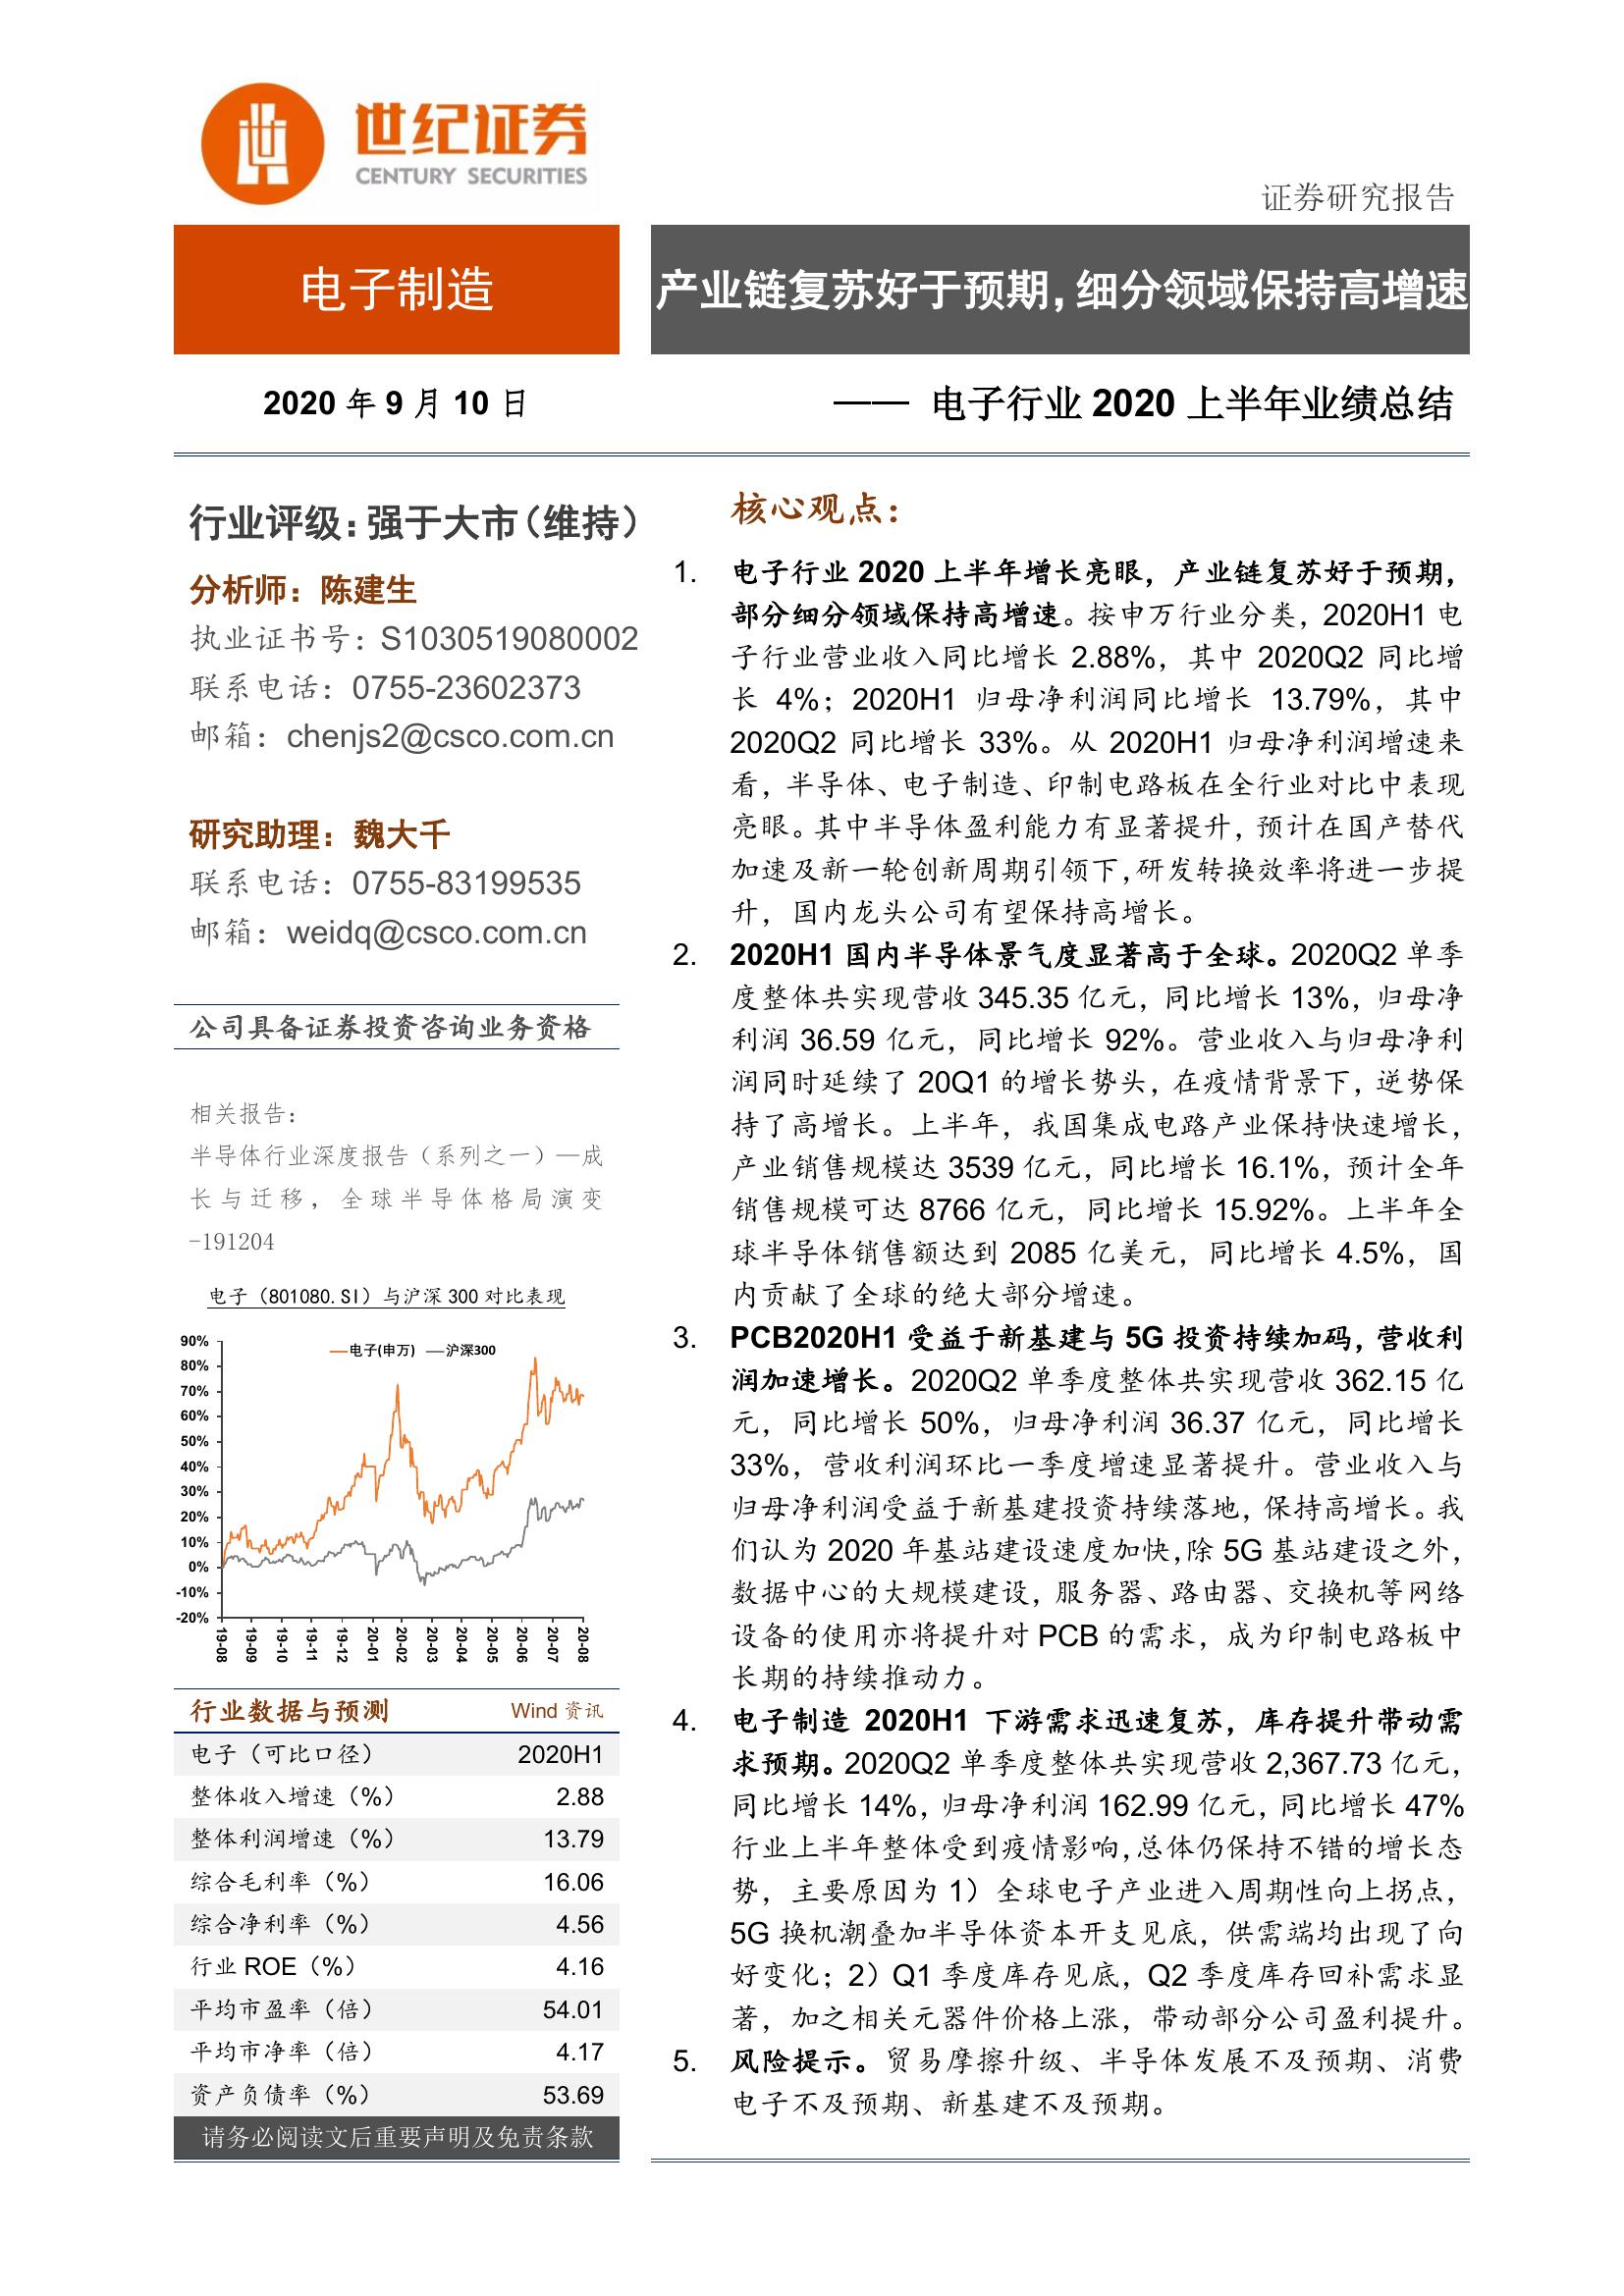 世纪证券
CENTURY SECURITIES
证券研究报告
电子制造
产业链复苏好于预期，细分领域保持高增速
2020 年 9 月 10 日
—— 电子行业 2020 上半年业绩总结
行业评级：强于大市（维持）
分析师：陈建生
执业证书号：S1030519080002
联系电话：0755-23602373
邮箱：chenjs2@csco.com.cn
研究助理：魏大千
联系电话：0755-83199535
邮箱：weidq@csco.com.cn
公司具备证券投资咨询业务资格
相关报告：
半导体行业深度报告（系列之一）—成
长与迁移，全球半导体格局演变
-191204
电子（801080.SI）与沪深 300 对比表现
电子(申万) 沪深300
90%
80%
70%
60%
50%
40%
30%
20%
10%
0%
-10%
-20%
19-08 19-09 19-10 19-11 19-12 20-01 20-02 20-03 20-04 20-05 20-06 20-07 20-08
行业数据与预测 Wind 资讯
电子（可比口径） 2020H1
整体收入增速（%） 2.88
整体利润增速（%） 13.79
综合毛利率（%） 16.06
综合净利率（%） 4.56
行业 ROE（%） 4.16
平均市盈率（倍） 54.01
平均市净率（倍） 4.17
资产负债率（%） 53.69
请务必阅读文后重要声明及免责条款
核心观点：
1. 电子行业 2020 上半年增长亮眼，产业链复苏好于预期，
部分细分领域保持高增速。按申万行业分类，2020H1 电
子行业营业收入同比增长 2.88%，其中 2020Q2 同比增
长 4%；2020H1 归母净利润同比增长 13.79%，其中
2020Q2 同比增长 33%。从 2020H1 归母净利润增速来
看，半导体、电子制造、印制电路板在全行业对比中表现
亮眼。其中半导体盈利能力有显著提升，预计在国产替代
加速及新一轮创新周期引领下，研发转换效率将进一步提
升，国内龙头公司有望保持高增长。
2. 2020H1 国内半导体景气度显著高于全球。2020Q2 单季
度整体共实现营收 345.35 亿元，同比增长 13%，归母净
利润 36.59 亿元，同比增长 92%。营业收入与归母净利
润同时延续了 20Q1 的增长势头，在疫情背景下，逆势保
持了高增长。上半年，我国集成电路产业保持快速增长，
产业销售规模达 3539 亿元，同比增长 16.1%，预计全年
销售规模可达 8766 亿元，同比增长 15.92%。上半年全
球半导体销售额达到 2085 亿美元，同比增长 4.5%，国
内贡献了全球的绝大部分增速。
3. PCB2020H1 受益于新基建与 5G 投资持续加码，营收利
润加速增长。2020Q2 单季度整体共实现营收 362.15 亿
元，同比增长 50%，归母净利润 36.37 亿元，同比增长
33%，营收利润环比一季度增速显著提升。营业收入与
归母净利润受益于新基建投资持续落地，保持高增长。我
们认为 2020 年基站建设速度加快，除 5G 基站建设之外，
数据中心的大规模建设，服务器、路由器、交换机等网络
设备的使用亦将提升对 PCB 的需求，成为印制电路板中
长期的持续推动力。
4. 电子制造 2020H1 下游需求迅速复苏，库存提升带动需
求预期。2020Q2 单季度整体共实现营收 2,367.73 亿元，
同比增长 14%，归母净利润 162.99 亿元，同比增长 47%
行业上半年整体受到疫情影响，总体仍保持不错的增长态
势，主要原因为 1）全球电子产业进入周期性向上拐点，
5G 换机潮叠加半导体资本开支见底，供需端均出现了向
好变化；2）Q1 季度库存见底，Q2 季度库存回补需求显
著，加之相关元器件价格上涨，带动部分公司盈利提升。
5. 风险提示。贸易摩擦升级、半导体发展不及预期、消费
电子不及预期、新基建不及预期。